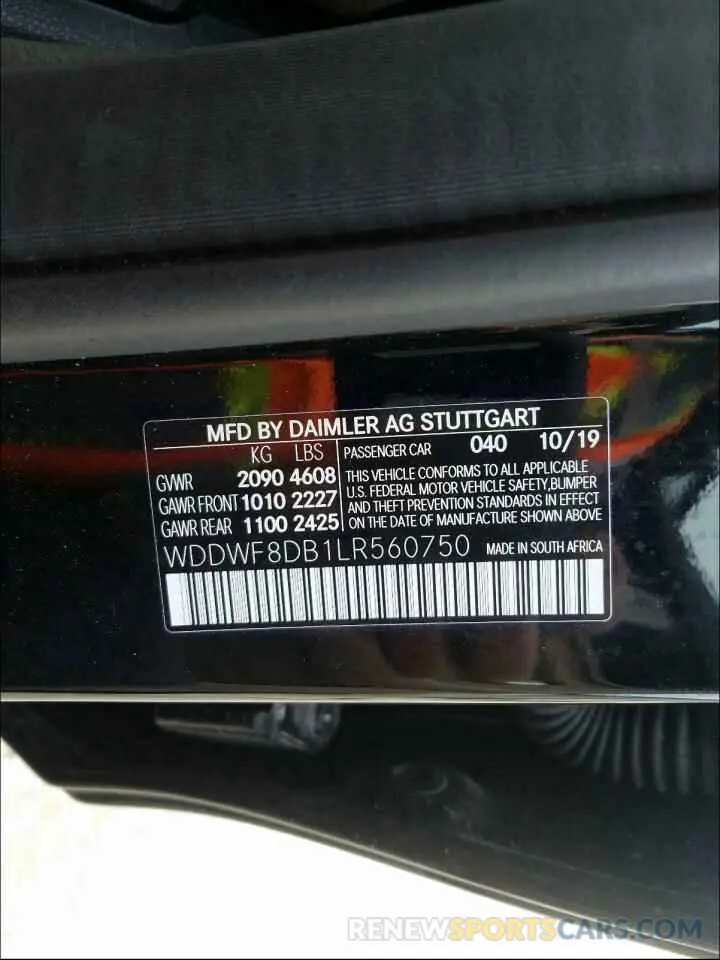 MFD BY DAIMLER AG STUTTGART
KG LBS
GVWR 2090 4608
GAWR FRONT 1010 2227
GAWR REAR 1100 2425
PASSENGER CAR 040 10/19
THIS VEHICLE CONFORMS TO ALL APPLICABLE
U.S. FEDERAL MOTOR VEHICLE SAFETY,BUMPER
AND THEFT PREVENTION STANDARDS IN EFFECT
ON THE DATE OF MANUFACTURE SHOWN ABOVE
WDDWF8DB1LR560750 MADE IN SOUTH AFRICA
RENEWSPORTSCARS.COM